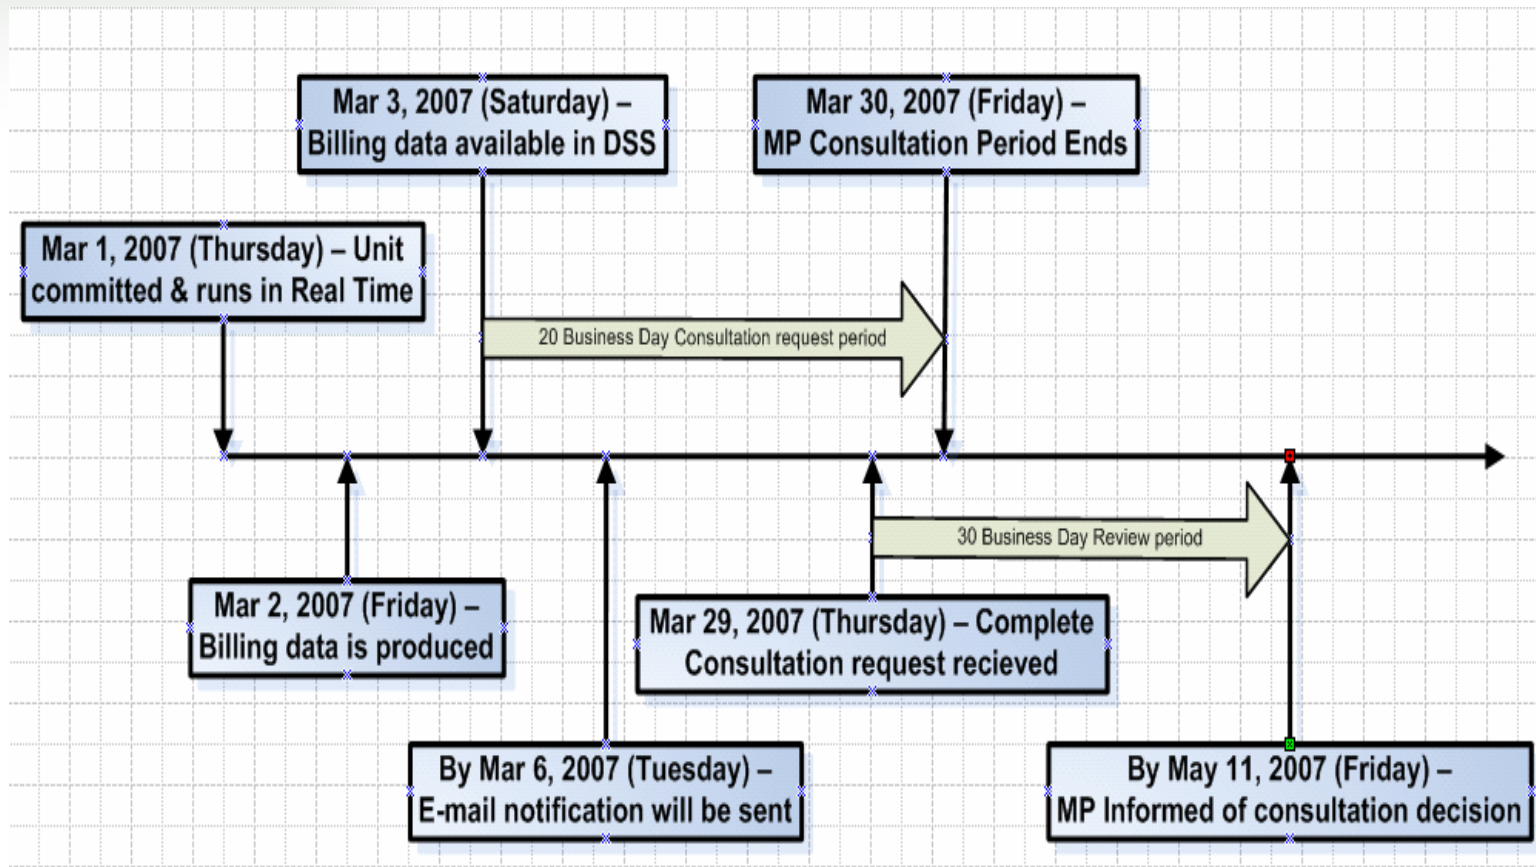 Mar 3, 2007 (Saturday) –
Billing data available in DSS
Mar 30, 2007 (Friday) –
MP Consultation Period Ends
Mar 1, 2007 (Thursday) – Unit
committed & runs in Real Time
20 Business Day Consultation request period
30 Business Day Review period
Mar 2, 2007 (Friday) –
Billing data is produced
Mar 29, 2007 (Thursday) – Complete
Consultation request recieved
By Mar 6, 2007 (Tuesday) –
E-mail notification will be sent
By May 11, 2007 (Friday) –
MP Informed of consultation decision